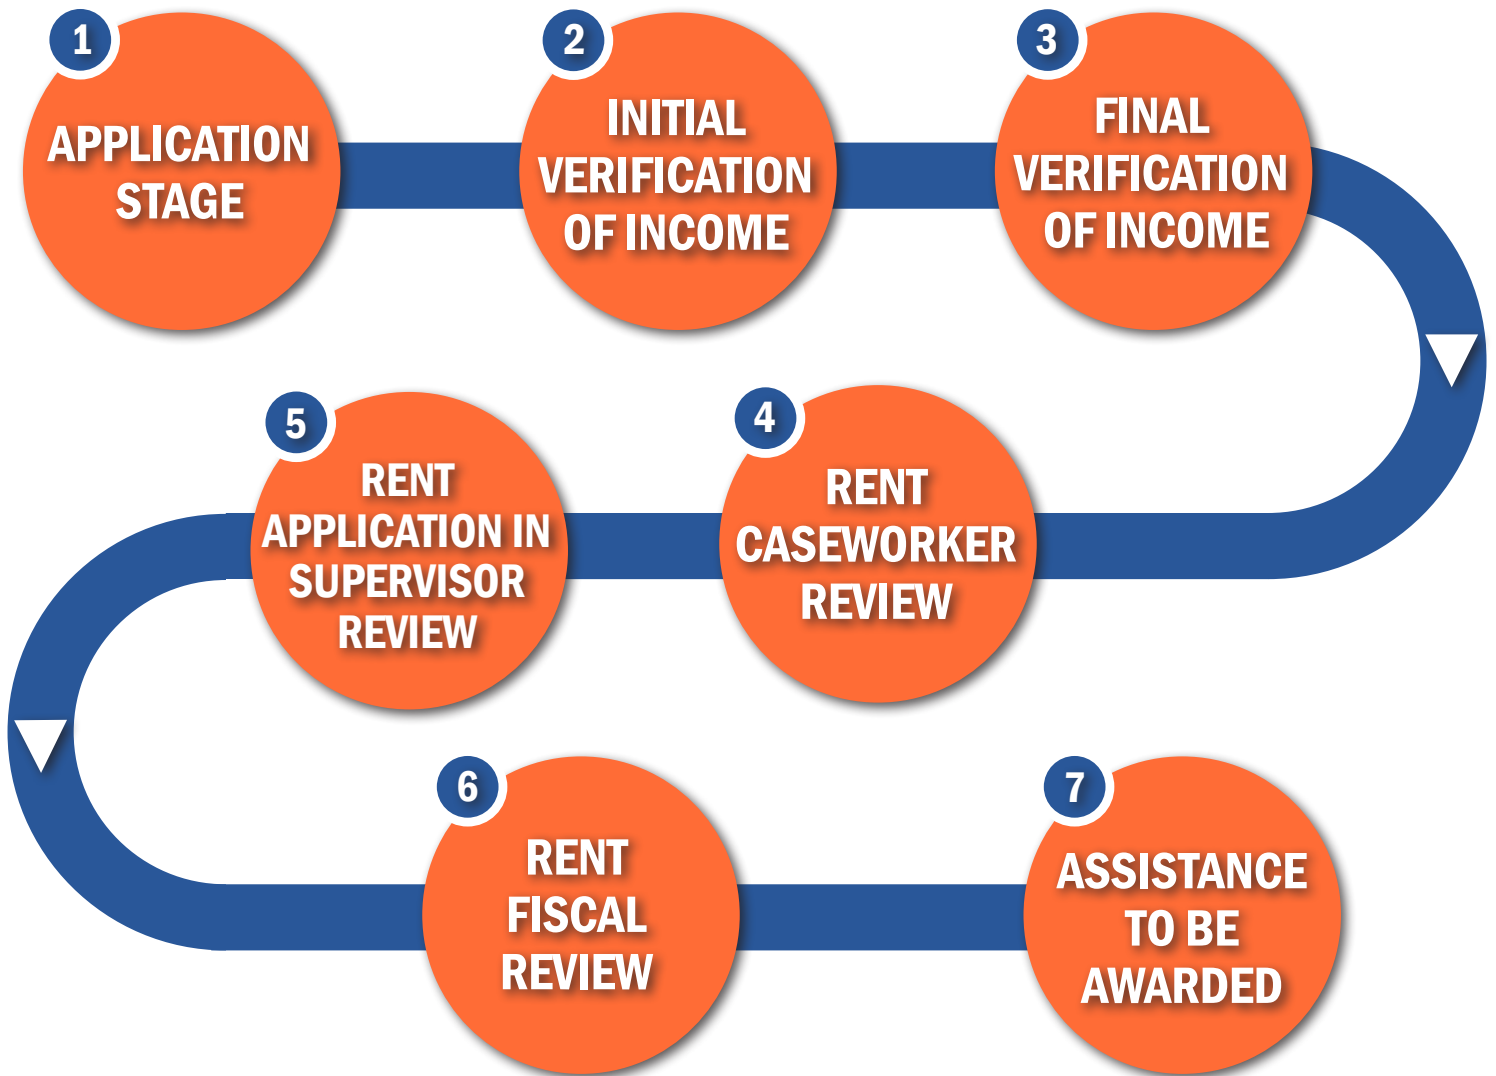 1
APPLICATION
STAGE
2
INITIAL
VERIFICATION
OF INCOME
3
FINAL
VERIFICATION
OF INCOME
4
RENT
CASEWORKER
REVIEW
5
RENT
APPLICATION IN
SUPERVISOR
REVIEW
6
RENT
FISCAL
REVIEW
7
ASSISTANCE
TO BE
AWARDED